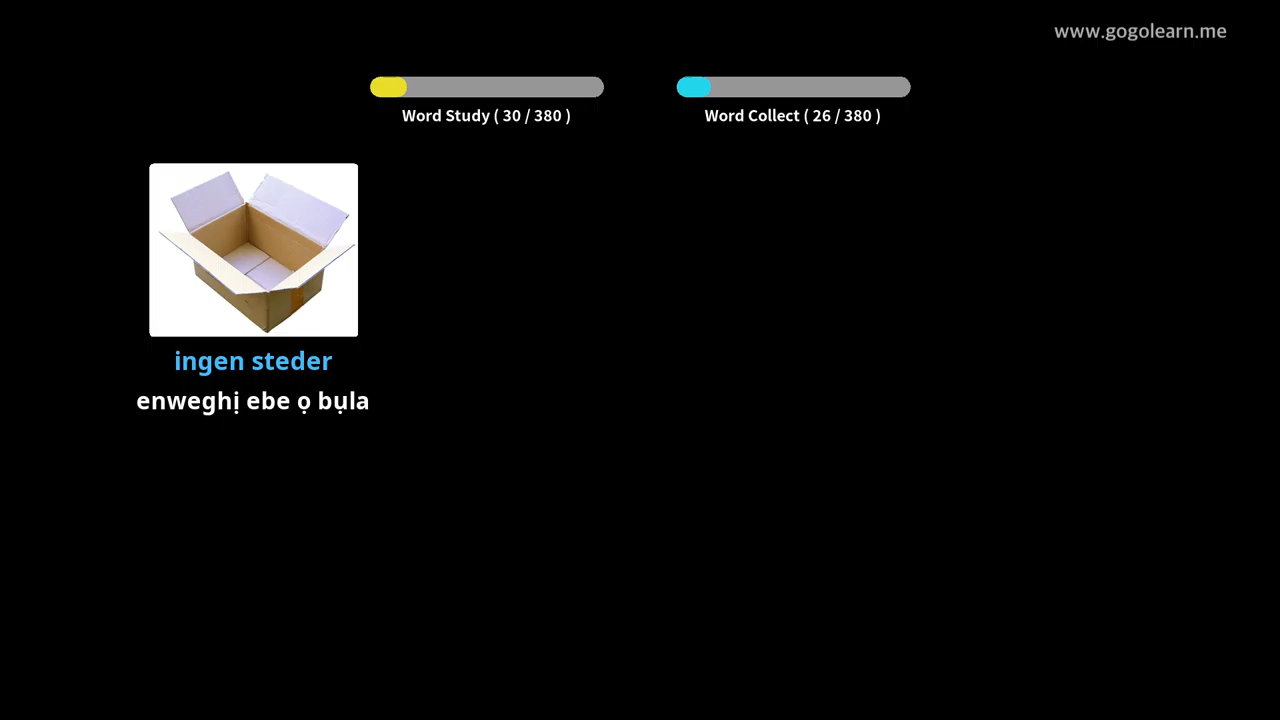 www.gogolearn.me
Word Study ( 30 / 380 )
Word Collect ( 26 / 380 )
ingen steder
enweghị ebe ọ bụla